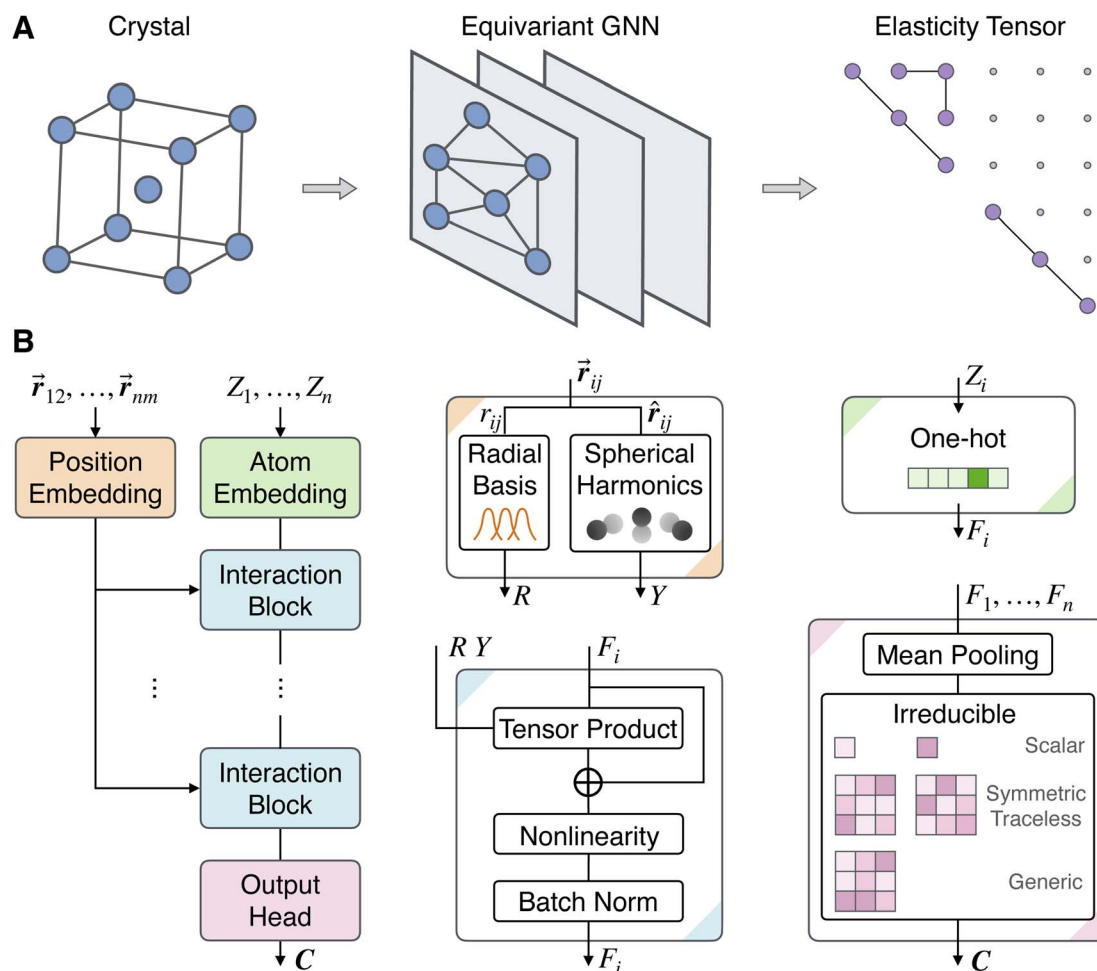 A
Crystal
Equivariant GNN
Elasticity Tensor
B
r⃗₁₂, …, r⃗ₙₘ
Z₁, …, Zₙ
Position
Embedding
Atom
Embedding
Interaction
Block
⋮
⋮
Interaction
Block
Output
Head
C
r⃗ᵢⱼ
rᵢⱼ
r̂ᵢⱼ
Radial
Basis
Spherical
Harmonics
R
Y
R Y
Fᵢ
Tensor Product
Nonlinearity
Batch Norm
Fᵢ
Zᵢ
One-hot
Fᵢ
F₁, …, Fₙ
Mean Pooling
Irreducible
Scalar
Symmetric
Traceless
Generic
C